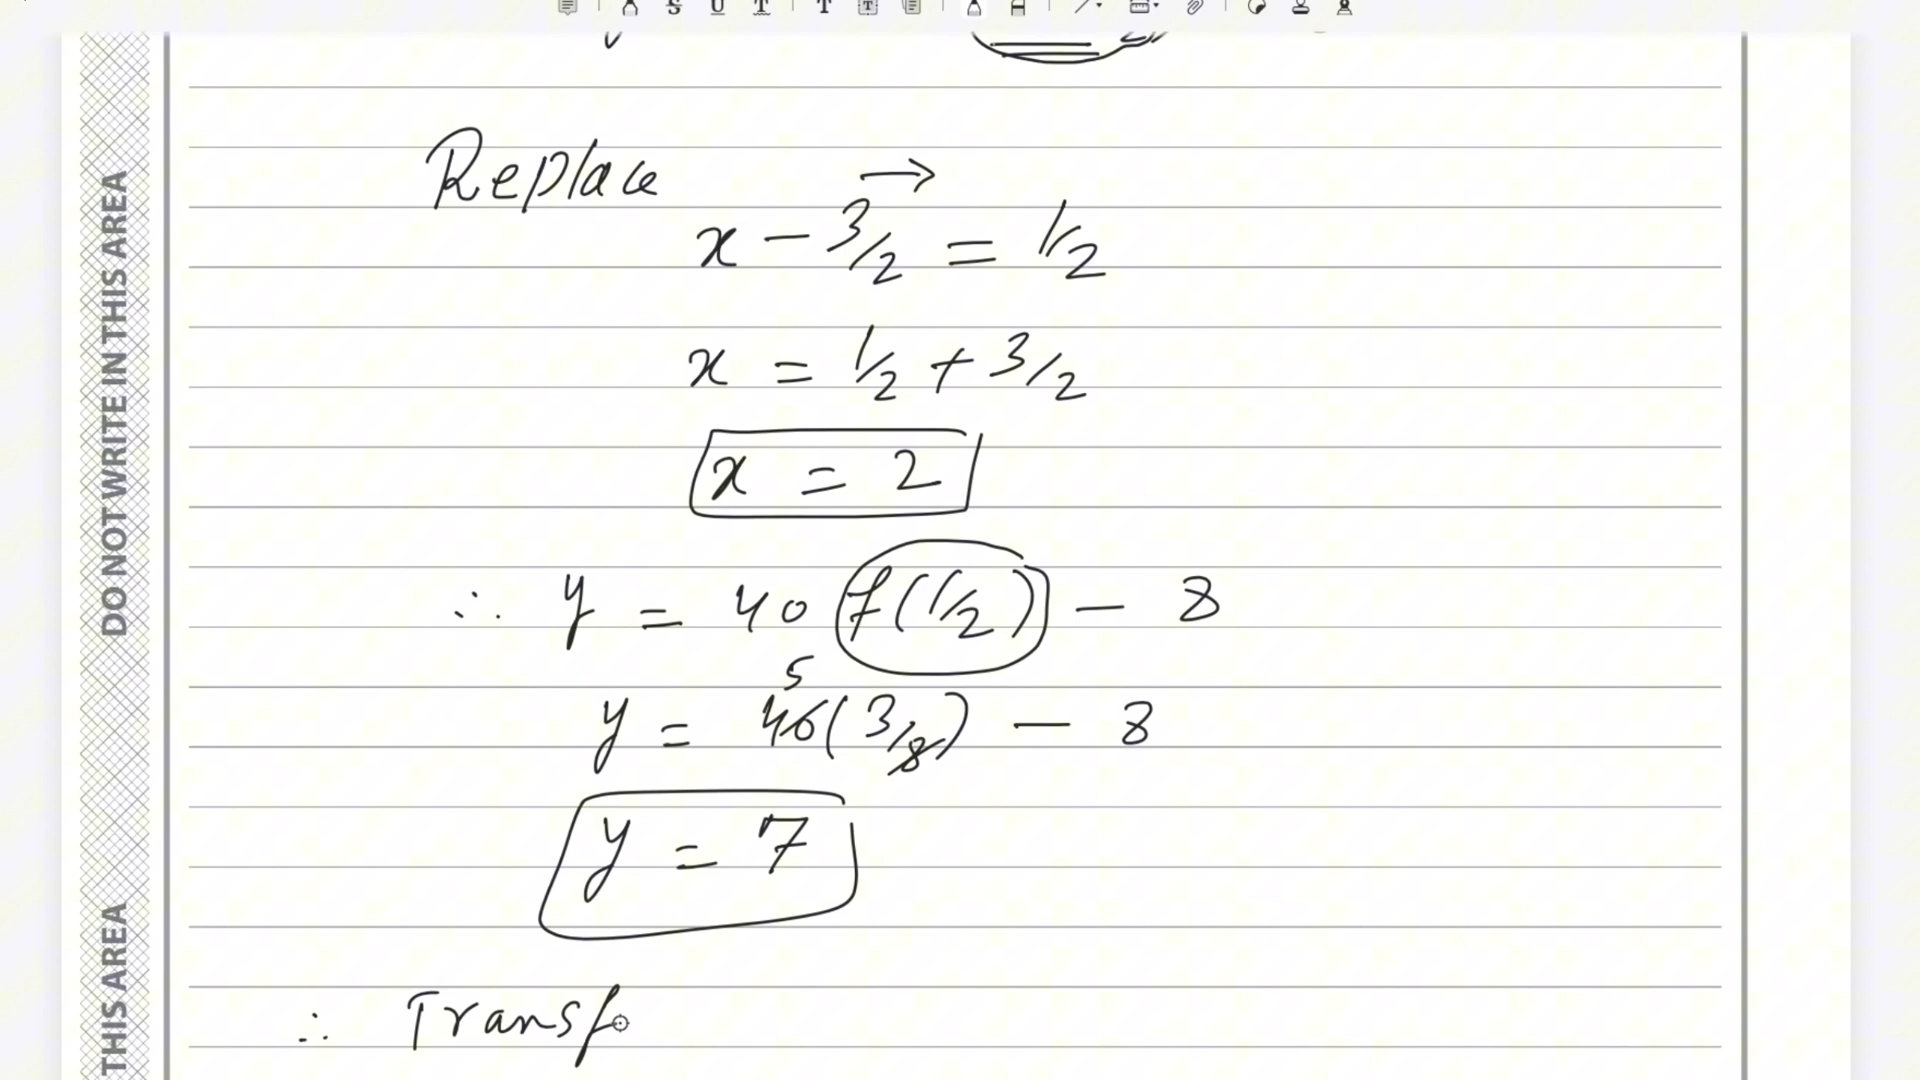 Replace →
x - 3/2 = 1/2
x = 1/2 + 3/2
x = 2
∴ y = 40 f(1/2) - 8
5
y = 40(3/8) - 8
y = 7
∴ Transfo
DO NOT WRITE IN THIS AREA
THIS AREA